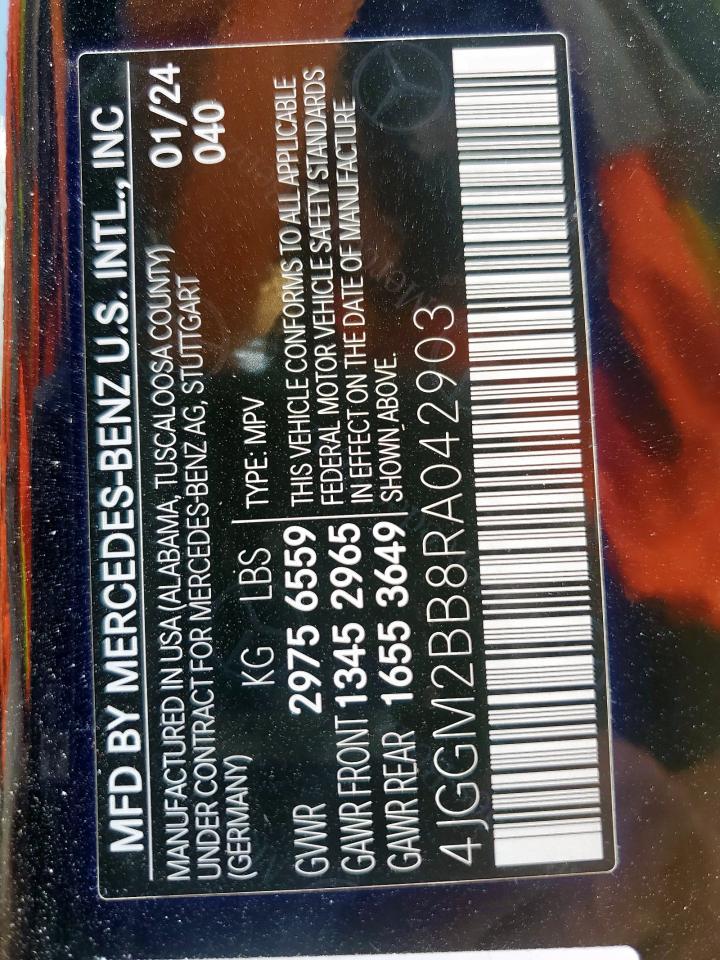 MFD BY MERCEDES-BENZ U.S. INTL., INC
MANUFACTURED IN USA (ALABAMA, TUSCALOOSA COUNTY) 01/24
UNDER CONTRACT FOR MERCEDES-BENZ AG, STUTTGART 040
(GERMANY)
KG LBS TYPE: MPV
GVWR 2975 6559 THIS VEHICLE CONFORMS TO ALL APPLICABLE
FEDERAL MOTOR VEHICLE SAFETY STANDARDS
GAWR FRONT 1345 2965 IN EFFECT ON THE DATE OF MANUFACTURE
GAWR REAR 1655 3649 SHOWN ABOVE.
4JGGM2BB8RA042903